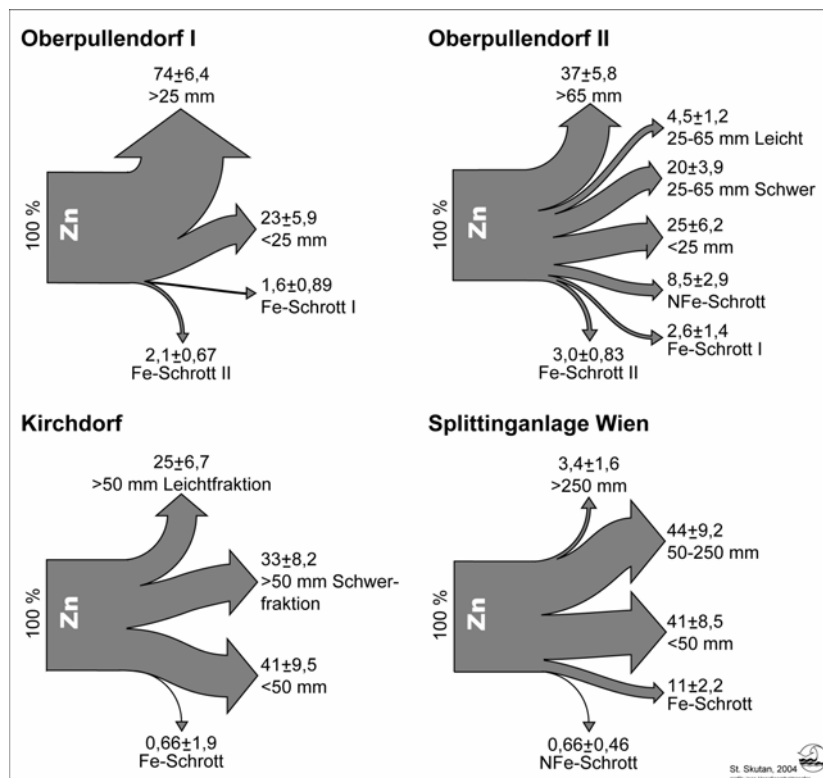 Oberpullendorf I
74±6,4
>25 mm
100 %
Zn
23±5,9
<25 mm
1,6±0,89
Fe-Schrott I
2,1±0,67
Fe-Schrott II
Oberpullendorf II
37±5,8
>65 mm
4,5±1,2
25-65 mm Leicht
20±3,9
25-65 mm Schwer
100 %
Zn
25±6,2
<25 mm
8,5±2,9
NFe-Schrott
2,6±1,4
Fe-Schrott I
3,0±0,83
Fe-Schrott II
Kirchdorf
25±6,7
>50 mm Leichtfraktion
100 %
Zn
33±8,2
>50 mm Schwer-
fraktion
41±9,5
<50 mm
0,66±1,9
Fe-Schrott
Splittinganlage Wien
3,4±1,6
>250 mm
44±9,2
50-250 mm
100 %
Zn
41±8,5
<50 mm
11±2,2
Fe-Schrott
0,66±0,46
NFe-Schrott
St. Skutan, 2004